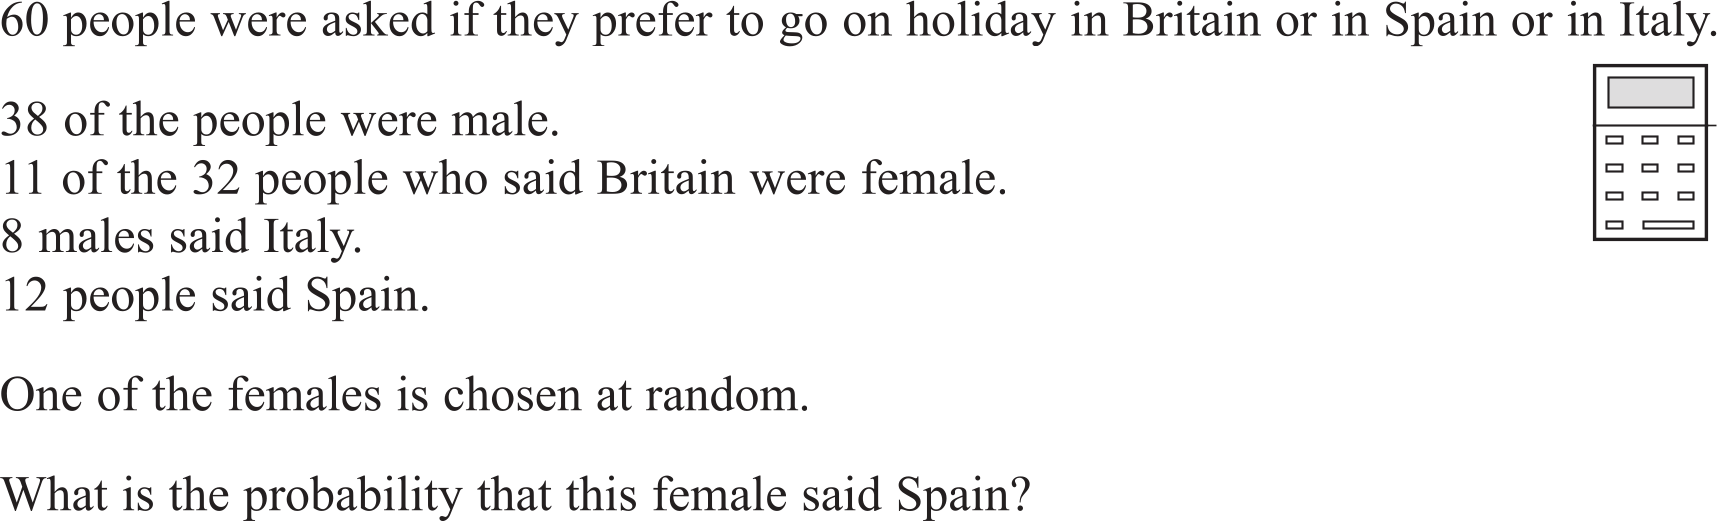 60 people were asked if they prefer to go on holiday in Britain or in Spain or in Italy.
38 of the people were male.
11 of the 32 people who said Britain were female.
8 males said Italy.
12 people said Spain.
One of the females is chosen at random.
What is the probability that this female said Spain?